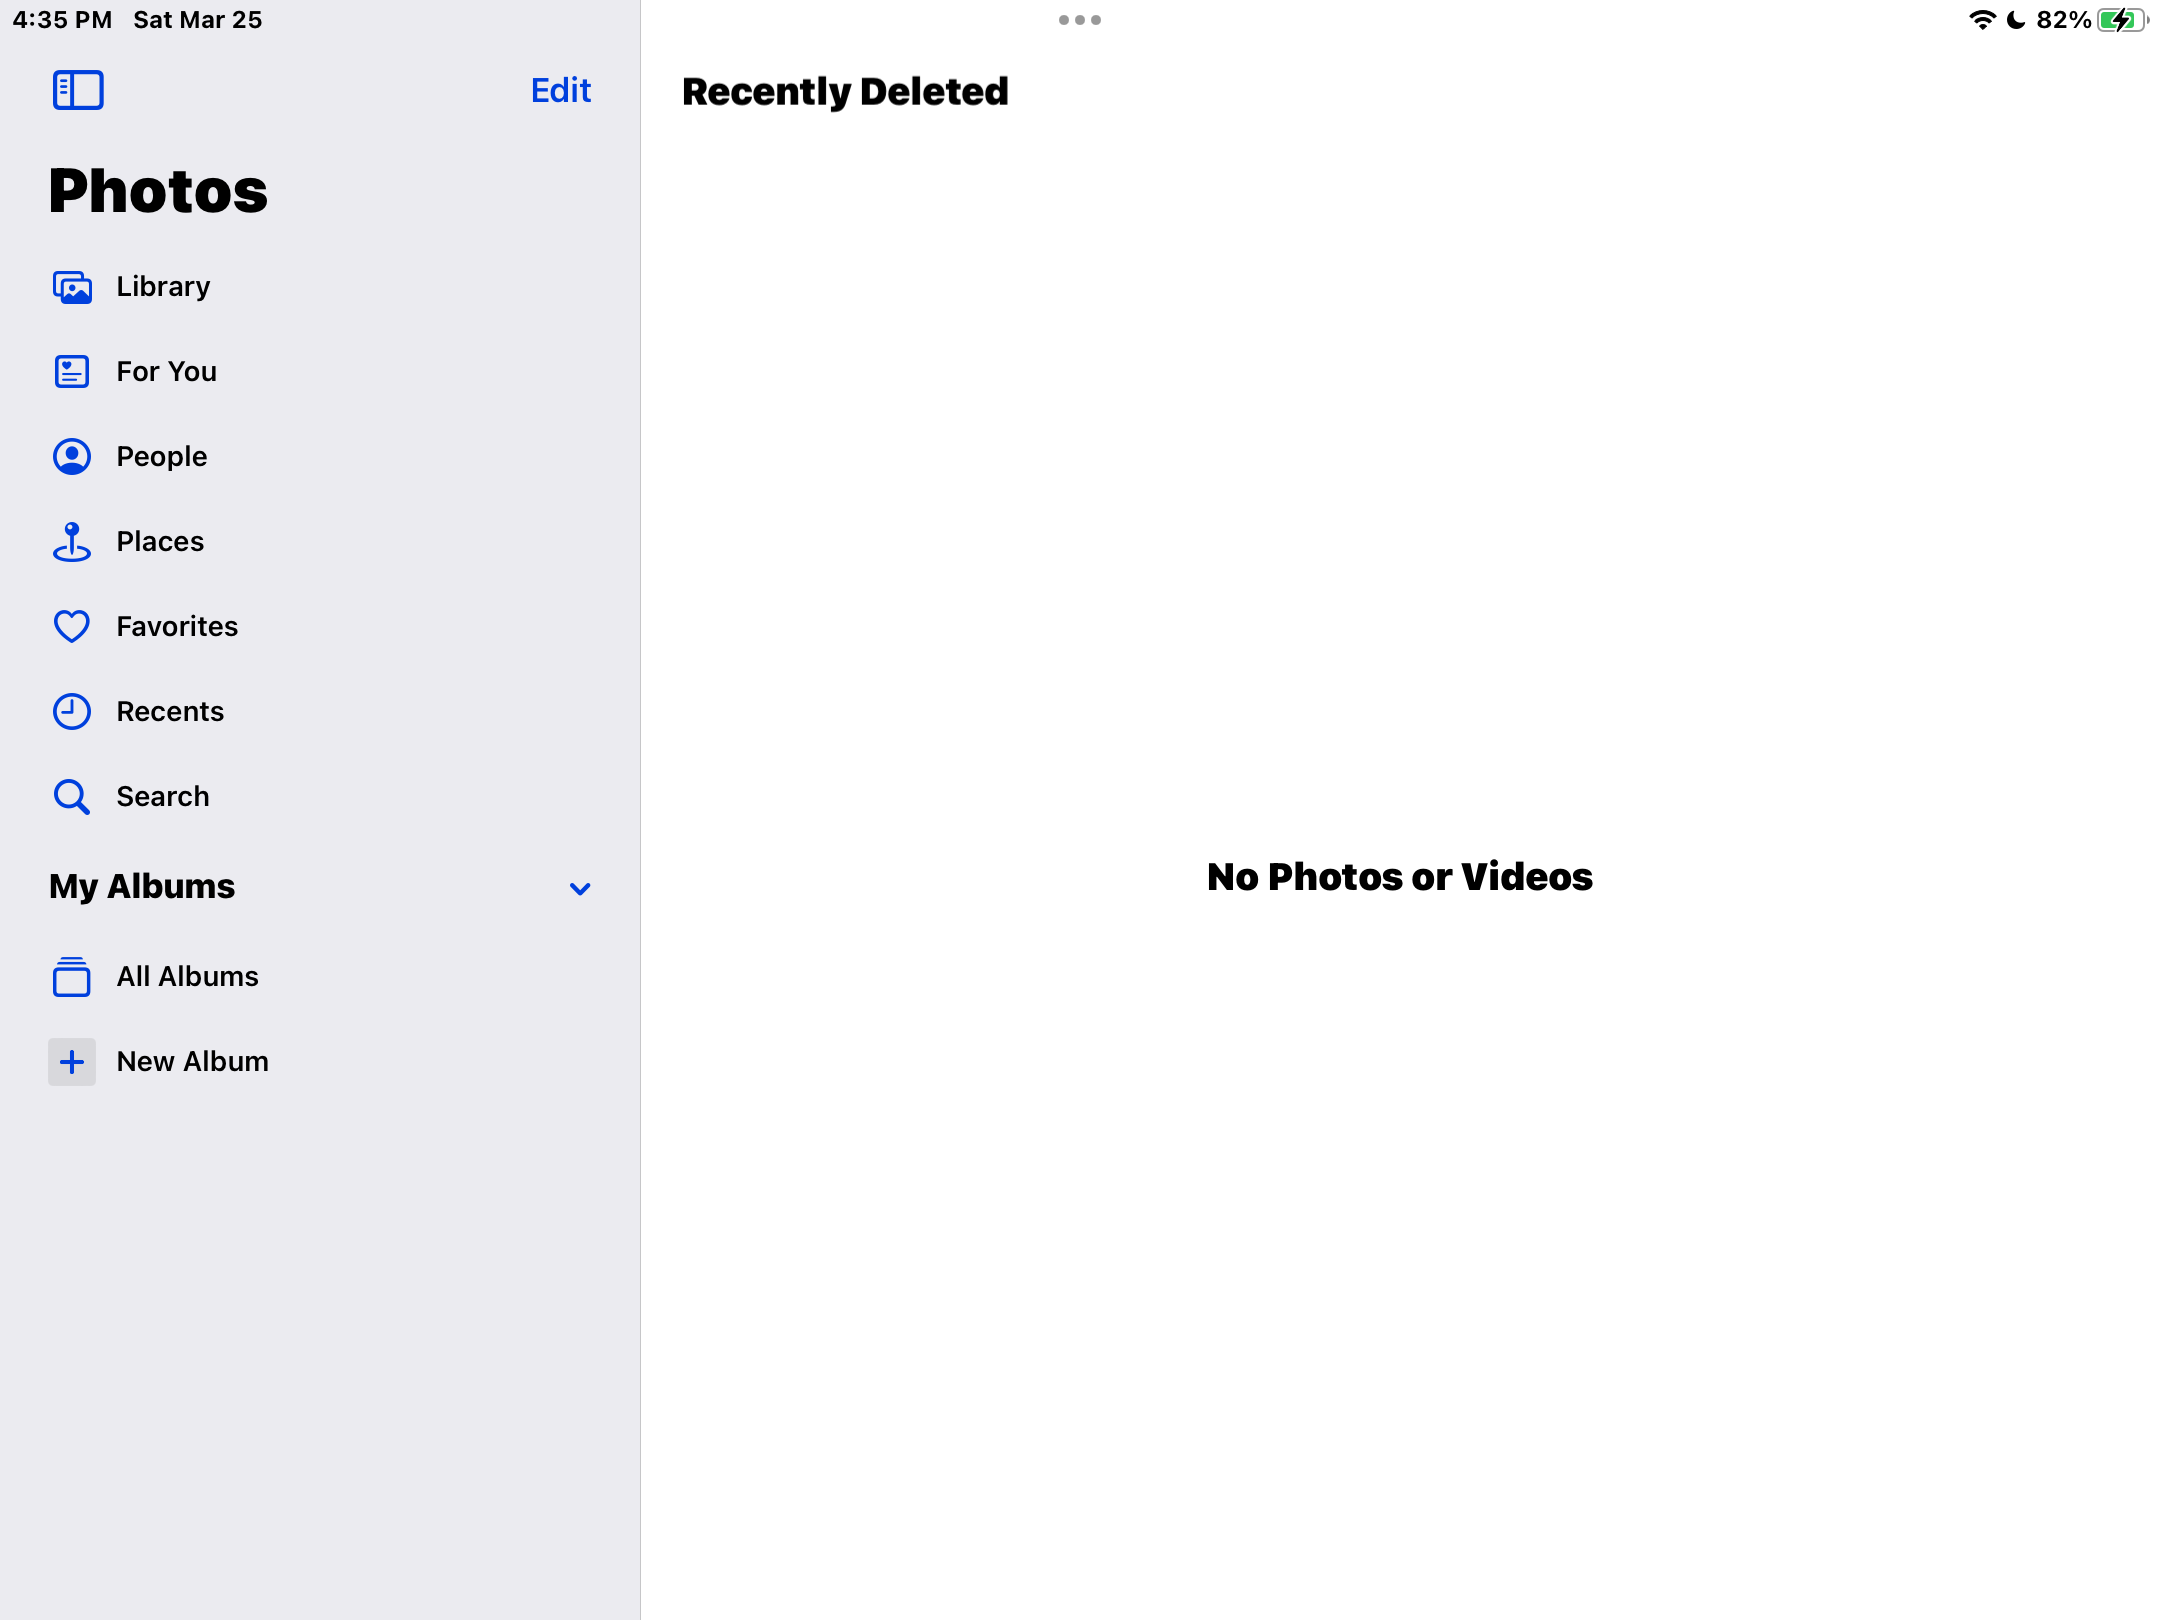 4:35 PM Sat Mar 25
82%
Edit
Photos
Library
For You
People
Places
Favorites
Recents
Search
My Albums
All Albums
New Album
Recently Deleted
No Photos or Videos